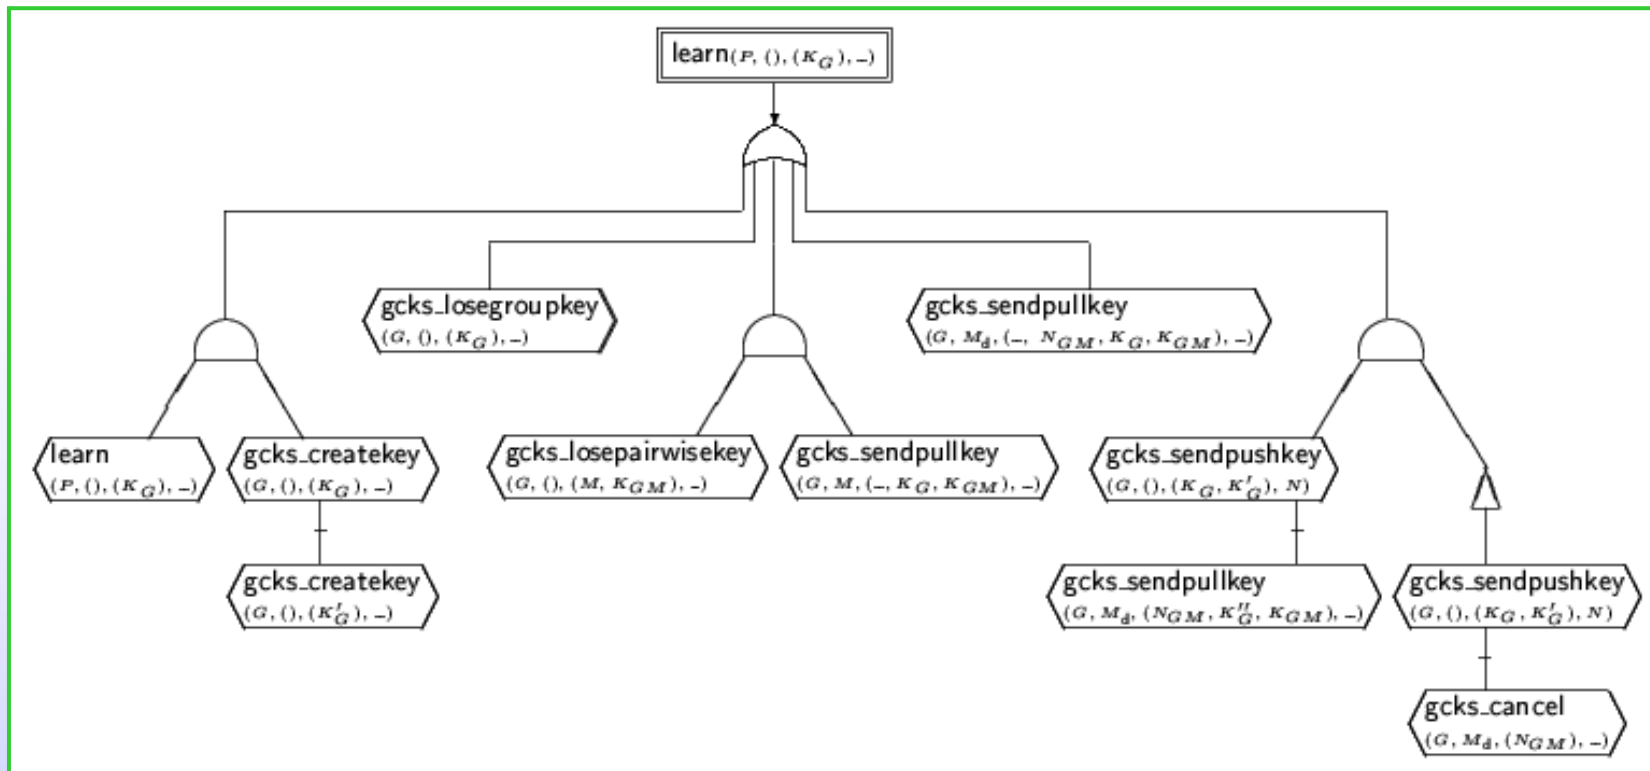 learn(P, (), (K_G), _)
gcks_losegroupkey
(G, (), (K_G), _)
gcks_sendpullkey
(G, M_d, (_, N_GM, K_G, K_GM), _)
learn
(P, (), (K_G), _)
gcks_createkey
(G, (), (K_G), _)
gcks_losepairwisekey
(G, (), (M, K_GM), _)
gcks_sendpullkey
(G, M, (_, K_G, K_GM), _)
gcks_sendpushkey
(G, (), (K_G, K'_G), N)
gcks_createkey
(G, (), (K'_G), _)
gcks_sendpullkey
(G, M_d, (N_GM, K''_G, K_GM), _)
gcks_sendpushkey
(G, (), (K_G, K'_G), N)
gcks_cancel
(G, M_d, (N_GM), _)